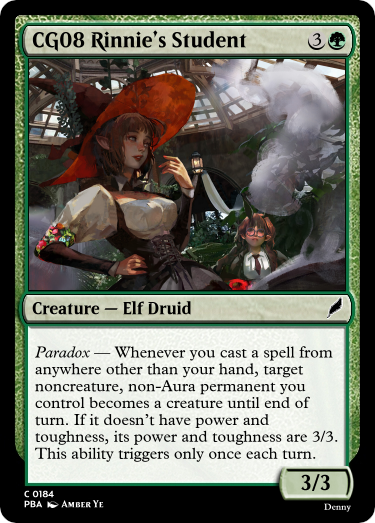 CG08 Rinnie's Student 3
Creature — Elf Druid
Paradox — Whenever you cast a spell from
anywhere other than your hand, target
noncreature, non-Aura permanent you
control becomes a creature until end of
turn. If it doesn't have power and
toughness, its power and toughness are 3/3.
This ability triggers only once each turn.
3/3
C 0184
PBA Amber Ye
Denny